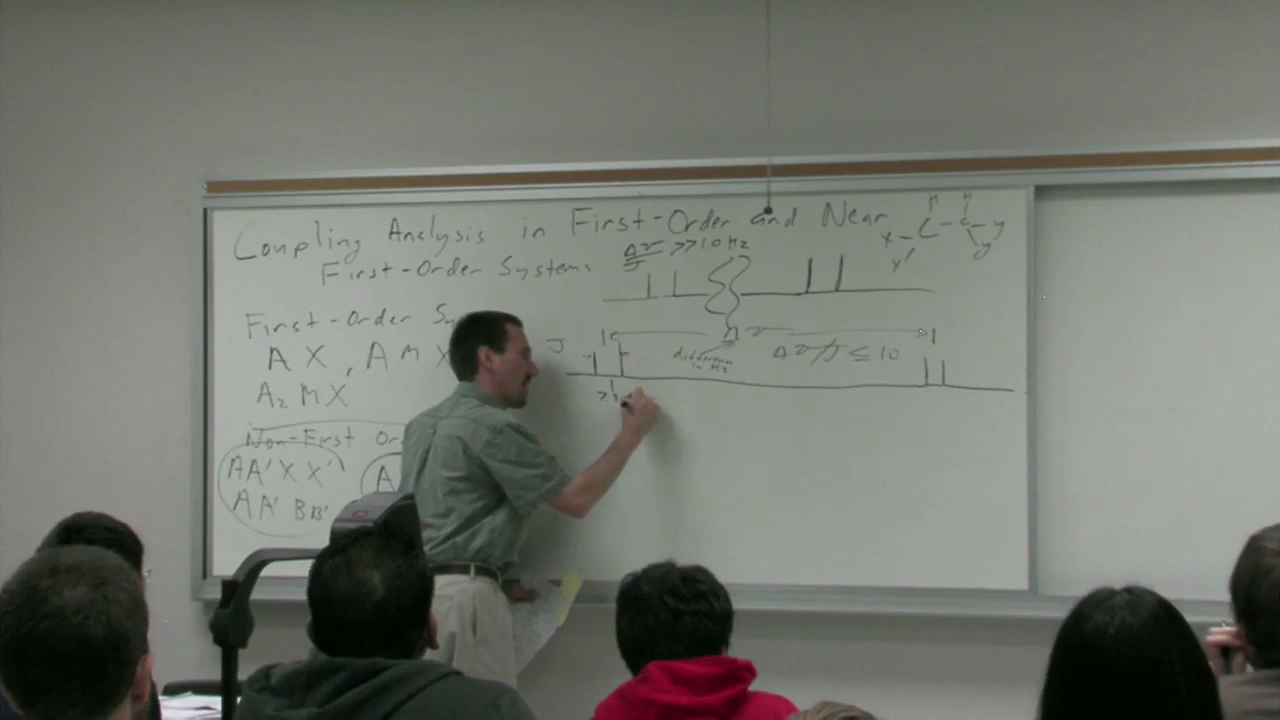 Coupling Analysis in First-Order and Near
First-Order Systems
Δν/J >> 10 Hz
H H
X - C - C - y
X y
First-Order Sy
AX, AMX
A₂MX
J
difference
in Hz
Δν/J ≤ 10
Non-First Or
AA'XX'
AA'BB'
A